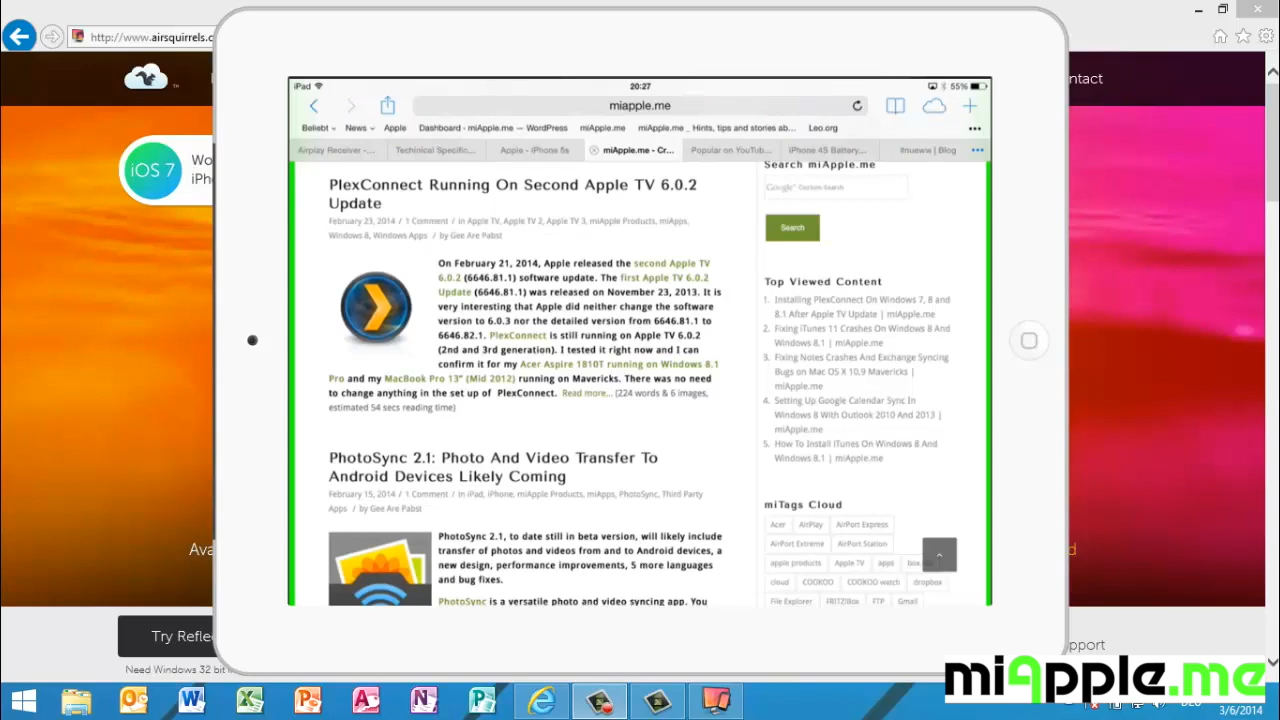 http://www.airsquirrels.c
ontact
iOS 7
Wo
iPh
Ava
d
Try Refle
Need Windows 32 bit
pport
iPad
20:27
55%
miapple.me
Beliebt
News
Apple
Dashboard ‹ miApple.me — WordPress
miApple.me
miApple.me _ Hints, tips and stories ab...
Leo.org
Airplay Receiver –...
Techinical Specific...
Apple - iPhone 5s
miApple.me - Cr...
Popular on YouTub...
iPhone 4S Battery...
#nueww | Blog
PlexConnect Running On Second Apple TV 6.0.2
Update
February 23, 2014 / 1 Comment / in Apple TV, Apple TV 2, Apple TV 3, miApple Products, miApps,
Windows 8, Windows Apps / by Gee Are Pabst
On February 21, 2014, Apple released the second Apple TV
6.0.2 (6646.81.1) software update. The first Apple TV 6.0.2
Update (6646.81.1) was released on November 23, 2013. It is
very interesting that Apple did neither change the software
version to 6.0.3 nor the detailed version from 6646.81.1 to
6646.82.1. PlexConnect is still running on Apple TV 6.0.2
(2nd and 3rd generation). I tested it right now and I can
confirm it for my Acer Aspire 1810T running on Windows 8.1
Pro and my MacBook Pro 13" (Mid 2012) running on Mavericks. There was no need
to change anything in the set up of PlexConnect. Read more... (224 words & 6 images,
estimated 54 secs reading time)
PhotoSync 2.1: Photo And Video Transfer To
Android Devices Likely Coming
February 15, 2014 / 1 Comment / in iPad, iPhone, miApple Products, miApps, PhotoSync, Third Party
Apps / by Gee Are Pabst
PhotoSync 2.1, to date still in beta version, will likely include
transfer of photos and videos from and to Android devices, a
new design, performance improvements, 5 more languages
and bug fixes.
PhotoSync is a versatile photo and video syncing app. You
Search miApple.me
Google™ Custom Search
Search
Top Viewed Content
1. Installing PlexConnect On Windows 7, 8 and
8.1 After Apple TV Update | miApple.me
2. Fixing iTunes 11 Crashes On Windows 8 And
Windows 8.1 | miApple.me
3. Fixing Notes Crashes And Exchange Syncing
Bugs on Mac OS X 10.9 Mavericks |
miApple.me
4. Setting Up Google Calendar Sync In
Windows 8 With Outlook 2010 And 2013 |
miApple.me
5. How To Install iTunes On Windows 8 And
Windows 8.1 | miApple.me
miTags Cloud
Acer AirPlay AirPort Express
AirPort Extreme AirPort Station
apple products Apple TV apps
cloud COOKOO COOKOO watch dropbox
File Explorer FRITZ!Box FTP Gmail
miapple.me
3/6/2014